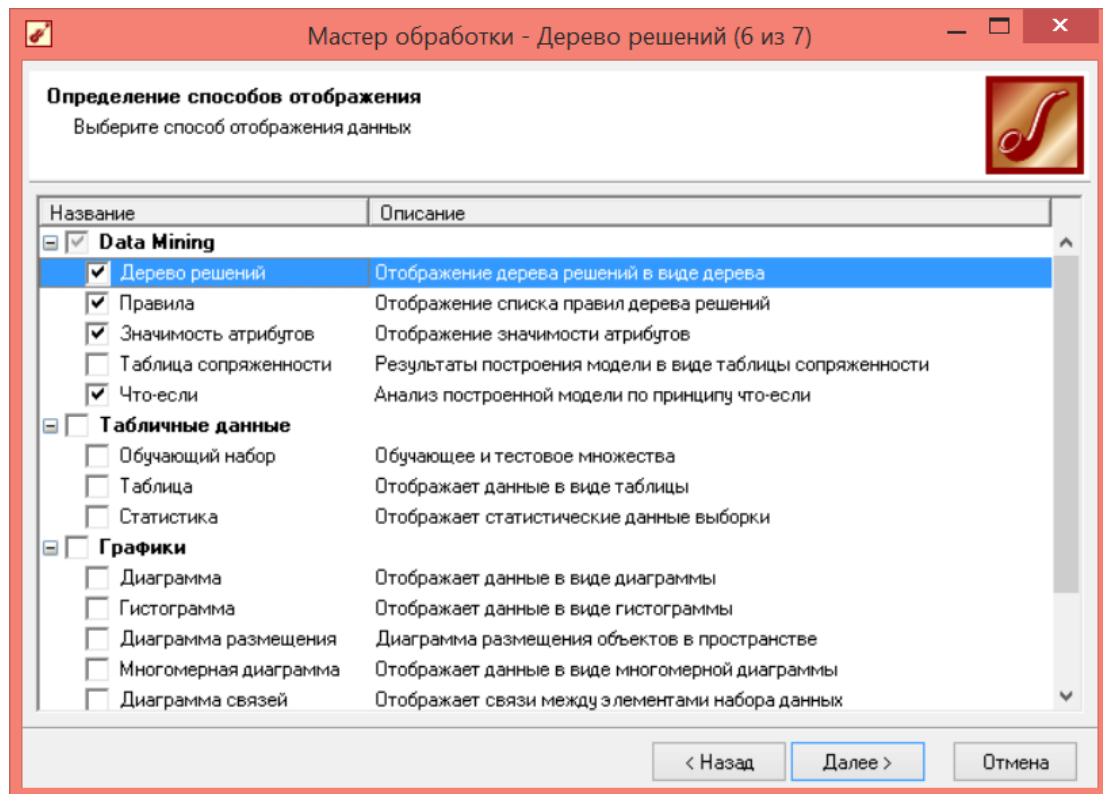 Мастер обработки - Дерево решений (6 из 7)
Определение способов отображения
Выберите способ отображения данных
Название Описание
Data Mining
Дерево решений Отображение дерева решений в виде дерева
Правила Отображение списка правил дерева решений
Значимость атрибутов Отображение значимости атрибутов
Таблица сопряженности Результаты построения модели в виде таблицы сопряженности
Что-если Анализ построенной модели по принципу что-если
Табличные данные
Обучающий набор Обучающее и тестовое множества
Таблица Отображает данные в виде таблицы
Статистика Отображает статистические данные выборки
Графики
Диаграмма Отображает данные в виде диаграммы
Гистограмма Отображает данные в виде гистограммы
Диаграмма размещения Диаграмма размещения объектов в пространстве
Многомерная диаграмма Отображает данные в виде многомерной диаграммы
Диаграмма связей Отображает связи между элементами набора данных
< Назад Далее > Отмена